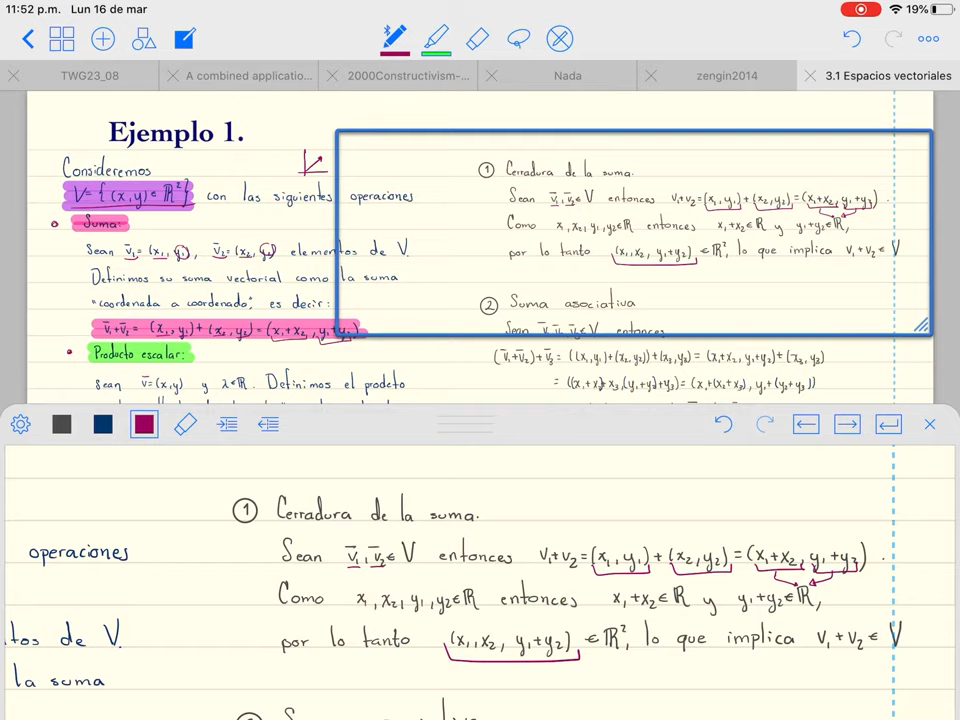 11:52 p.m. Lun 16 de mar
19%
TWG23_08
A combined applicatio...
2000Constructivism-...
Nada
zengin2014
3.1 Espacios vectoriales
Ejemplo 1.
Consideremos
V={(x,y)∈ℝ²} con las siguientes operaciones
Suma:
Sean v̄₁=(x₁,y₁), v̄₂=(x₂,y₂) elementos de V.
Definimos su suma vectorial como la suma
"coordenada a coordenada", es decir:
v̄₁+v̄₂= (x₁,y₁)+(x₂,y₂)=(x₁+x₂,y₁+y₂)
Producto escalar:
Sean v̄=(x,y) y λ∈ℝ. Definimos el prodcto
① Cerradura de la suma.
Sean v̄₁,v̄₂∈V entonces v₁+v₂=(x₁,y₁)+(x₂,y₂)=(x₁+x₂,y₁+y₂).
Como x₁,x₂,y₁,y₂∈ℝ entonces x₁+x₂∈ℝ y y₁+y₂∈ℝ,
por lo tanto (x₁,x₂, y₁+y₂) ∈ℝ², lo que implica v₁+v₂∈ V
② Suma asociativa
Sean v̄₁,v̄₂,v̄₃∈V entonces
(v̄₁+v̄₂)+v̄₃= ((x₁,y₁)+(x₂,y₂))+(x₃,y₃)=(x₁+x₂,y₁+y₂)+(x₃,y₃)
= ((x₁+x₂)+x₃,(y₁+y₂)+y₃)=(x₁+(x₂+x₃), y₁+(y₂+y₃))
operaciones
tos de V.
la suma
① Cerradura de la suma.
Sean v̄₁,v̄₂∈V entonces v₁+v₂=(x₁,y₁)+(x₂,y₂)=(x₁+x₂,y₁+y₂).
Como x₁,x₂,y₁,y₂∈ℝ entonces x₁+x₂∈ℝ y y₁+y₂∈ℝ,
por lo tanto (x₁,x₂, y₁+y₂) ∈ℝ², lo que implica v₁+v₂∈ V